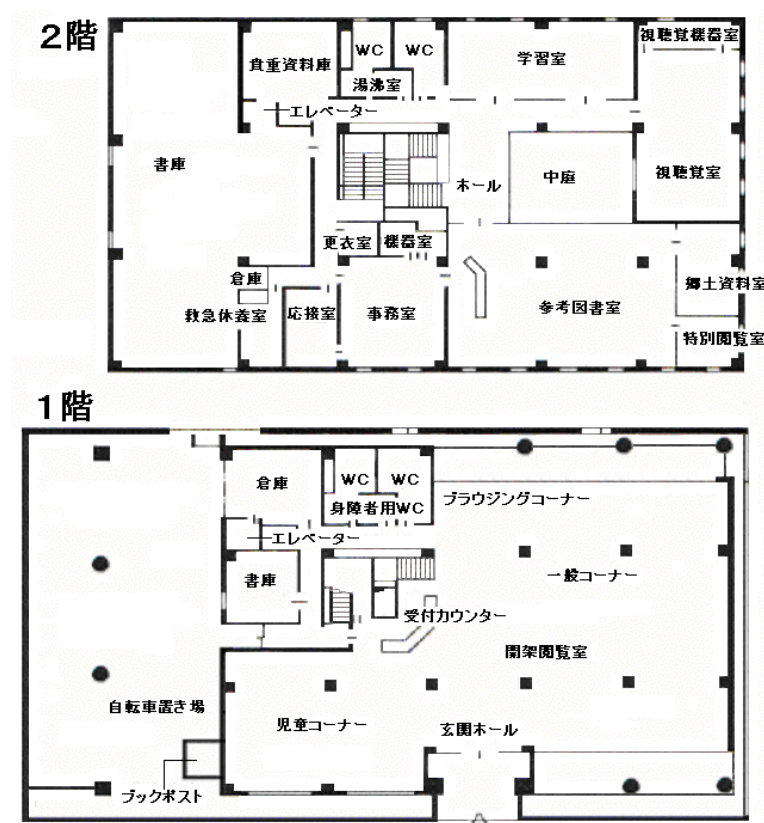 2階
視聴覚機器室
WC
WC
学習室
貴重資料庫
湯沸室
エレベーター
書庫
ホール
中庭
視聴覚室
更衣室
機器室
倉庫
郷土資料室
救急休養室
応接室
事務室
参考図書室
特別閲覧室
1階
倉庫
WC
WC
身障者用WC
ブラウジングコーナー
エレベーター
書庫
一般コーナー
受付カウンター
開架閲覧室
自転車置き場
児童コーナー
玄関ホール
ブックポスト